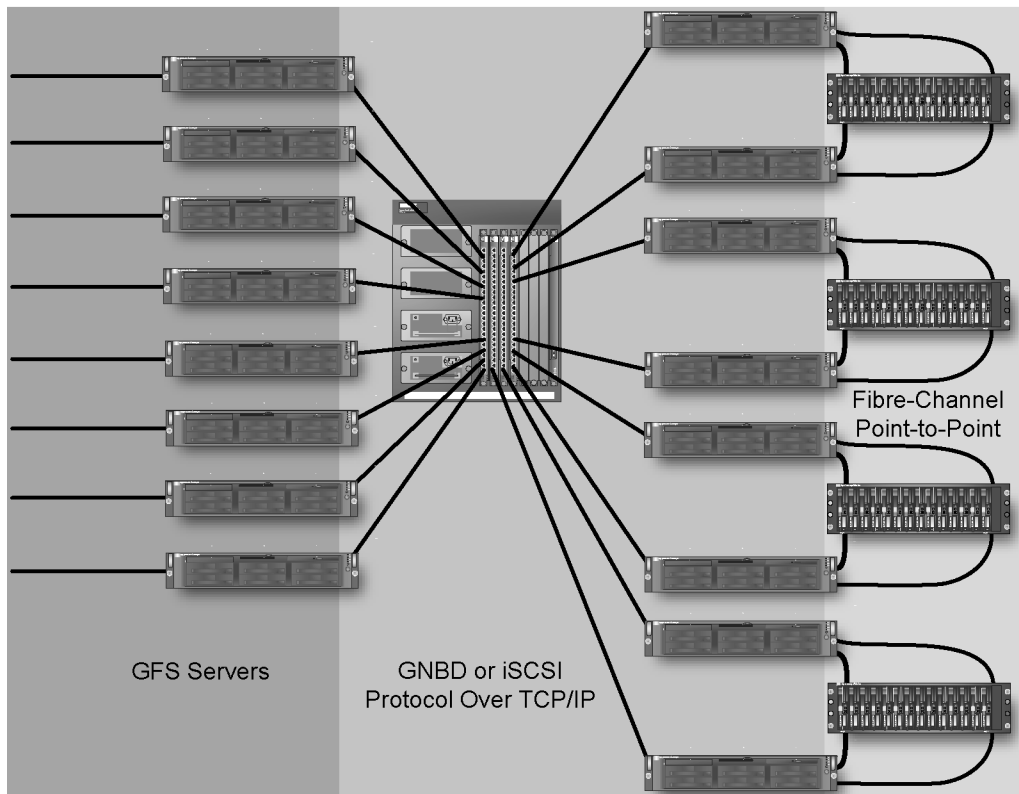 Fibre-Channel
Point-to-Point
GFS Servers
GNBD or iSCSI
Protocol Over TCP/IP